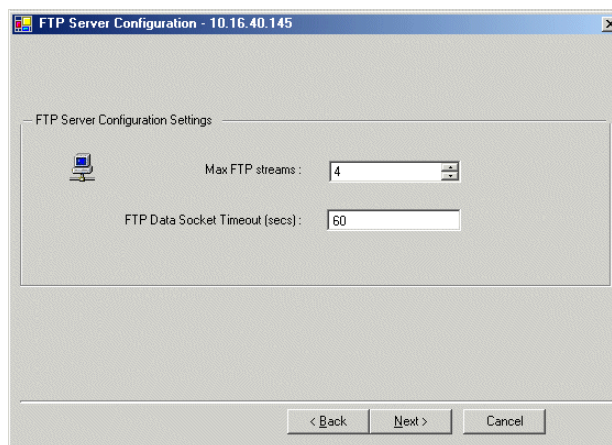 FTP Server Configuration - 10.16.40.145
FTP Server Configuration Settings
Max FTP streams : 4
FTP Data Socket Timeout (secs) : 60
< Back Next > Cancel